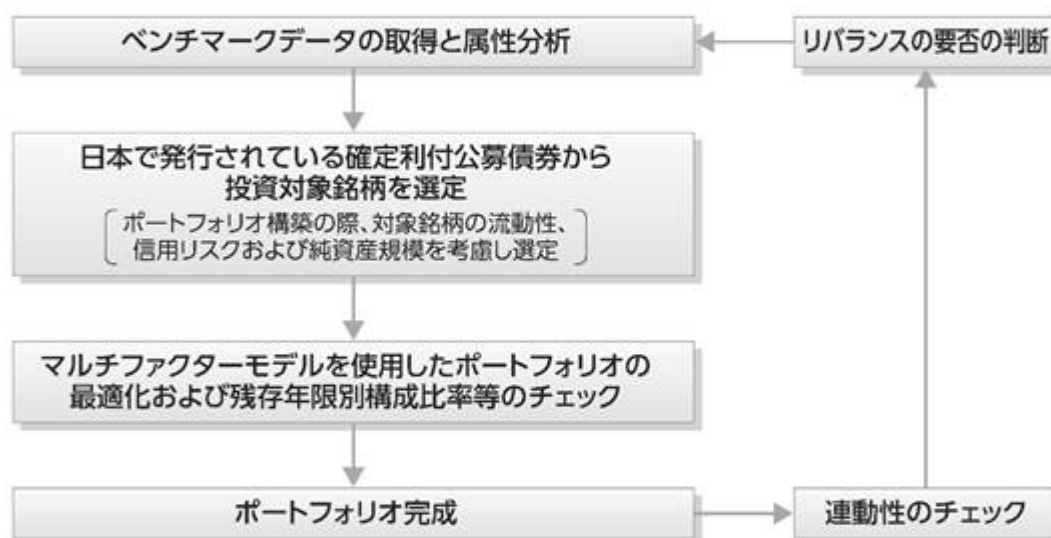 ベンチマークデータの取得と属性分析
リバランスの要否の判断
日本で発行されている確定利付公募債券から
投資対象銘柄を選定
ポートフォリオ構築の際、対象銘柄の流動性、
信用リスクおよび純資産規模を考慮し選定
マルチファクターモデルを使用したポートフォリオの
最適化および残存年限別構成比率等のチェック
ポートフォリオ完成
連動性のチェック